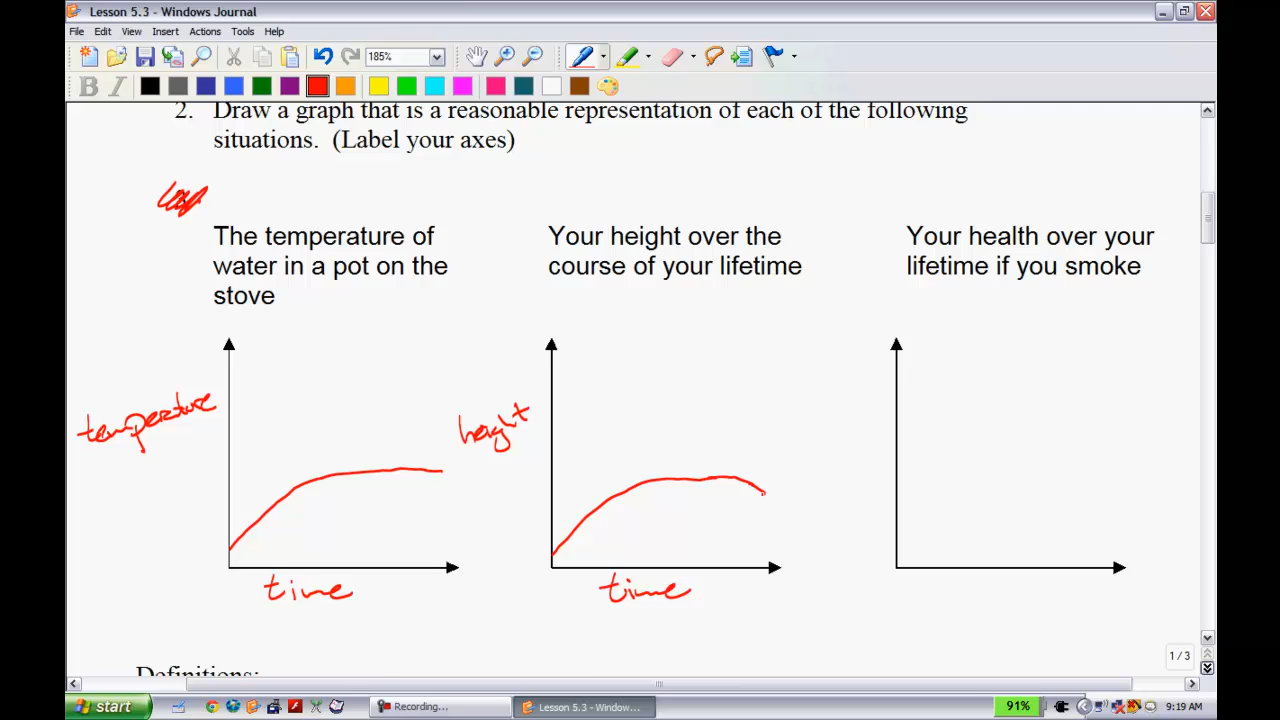 Lesson 5.3 - Windows Journal
File Edit View Insert Actions Tools Help
185%
B I
2. Draw a graph that is a reasonable representation of each of the following
situations. (Label your axes)
The temperature of
water in a pot on the
stove
Your height over the
course of your lifetime
Your health over your
lifetime if you smoke
temperature
height
time
time
1 / 3
Definitions:
start
Recording...
Lesson 5.3 - Window...
91%
9:19 AM